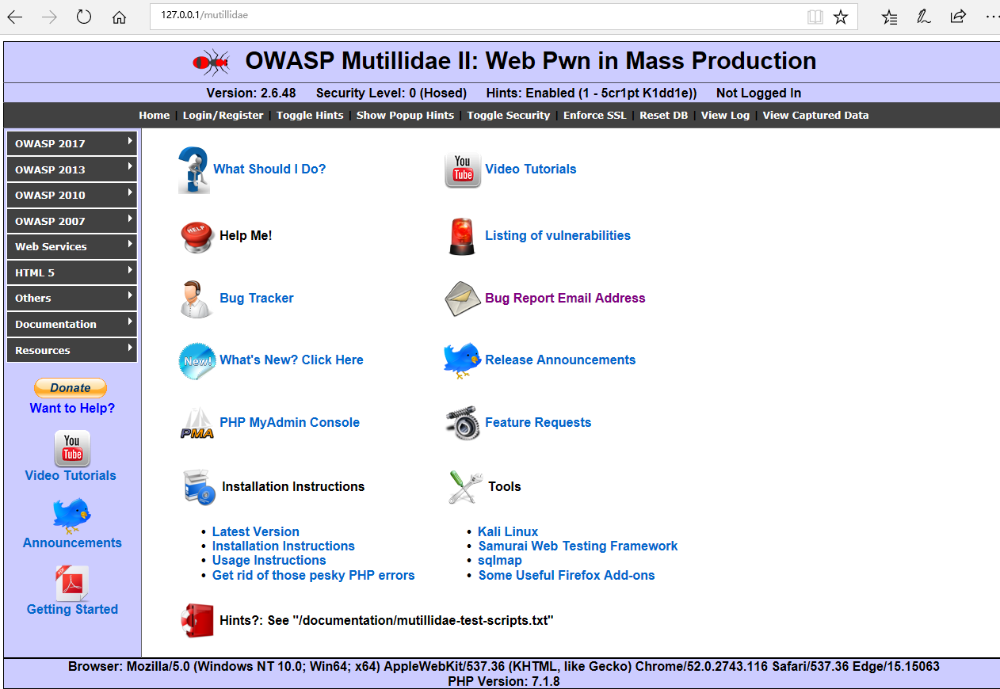 127.0.0.1/mutillidae
OWASP Mutillidae II: Web Pwn in Mass Production
Version: 2.6.48 Security Level: 0 (Hosed) Hints: Enabled (1 - 5cr1pt K1dd1e)) Not Logged In
Home | Login/Register | Toggle Hints | Show Popup Hints | Toggle Security | Enforce SSL | Reset DB | View Log | View Captured Data
OWASP 2017
OWASP 2013
OWASP 2010
OWASP 2007
Web Services
HTML 5
Others
Documentation
Resources
Donate
Want to Help?
You
Tube
Video Tutorials
Announcements
PDF
Getting Started
What Should I Do?
You
Tube
Video Tutorials
HELP
Help Me!
Listing of vulnerabilities
Bug Tracker
Bug Report Email Address
New!
What's New? Click Here
Release Announcements
PMA
PHP MyAdmin Console
Feature Requests
Installation Instructions
Tools
• Latest Version
• Installation Instructions
• Usage Instructions
• Get rid of those pesky PHP errors
• Kali Linux
• Samurai Web Testing Framework
• sqlmap
• Some Useful Firefox Add-ons
Hints?: See "/documentation/mutillidae-test-scripts.txt"
Browser: Mozilla/5.0 (Windows NT 10.0; Win64; x64) AppleWebKit/537.36 (KHTML, like Gecko) Chrome/52.0.2743.116 Safari/537.36 Edge/15.15063
PHP Version: 7.1.8